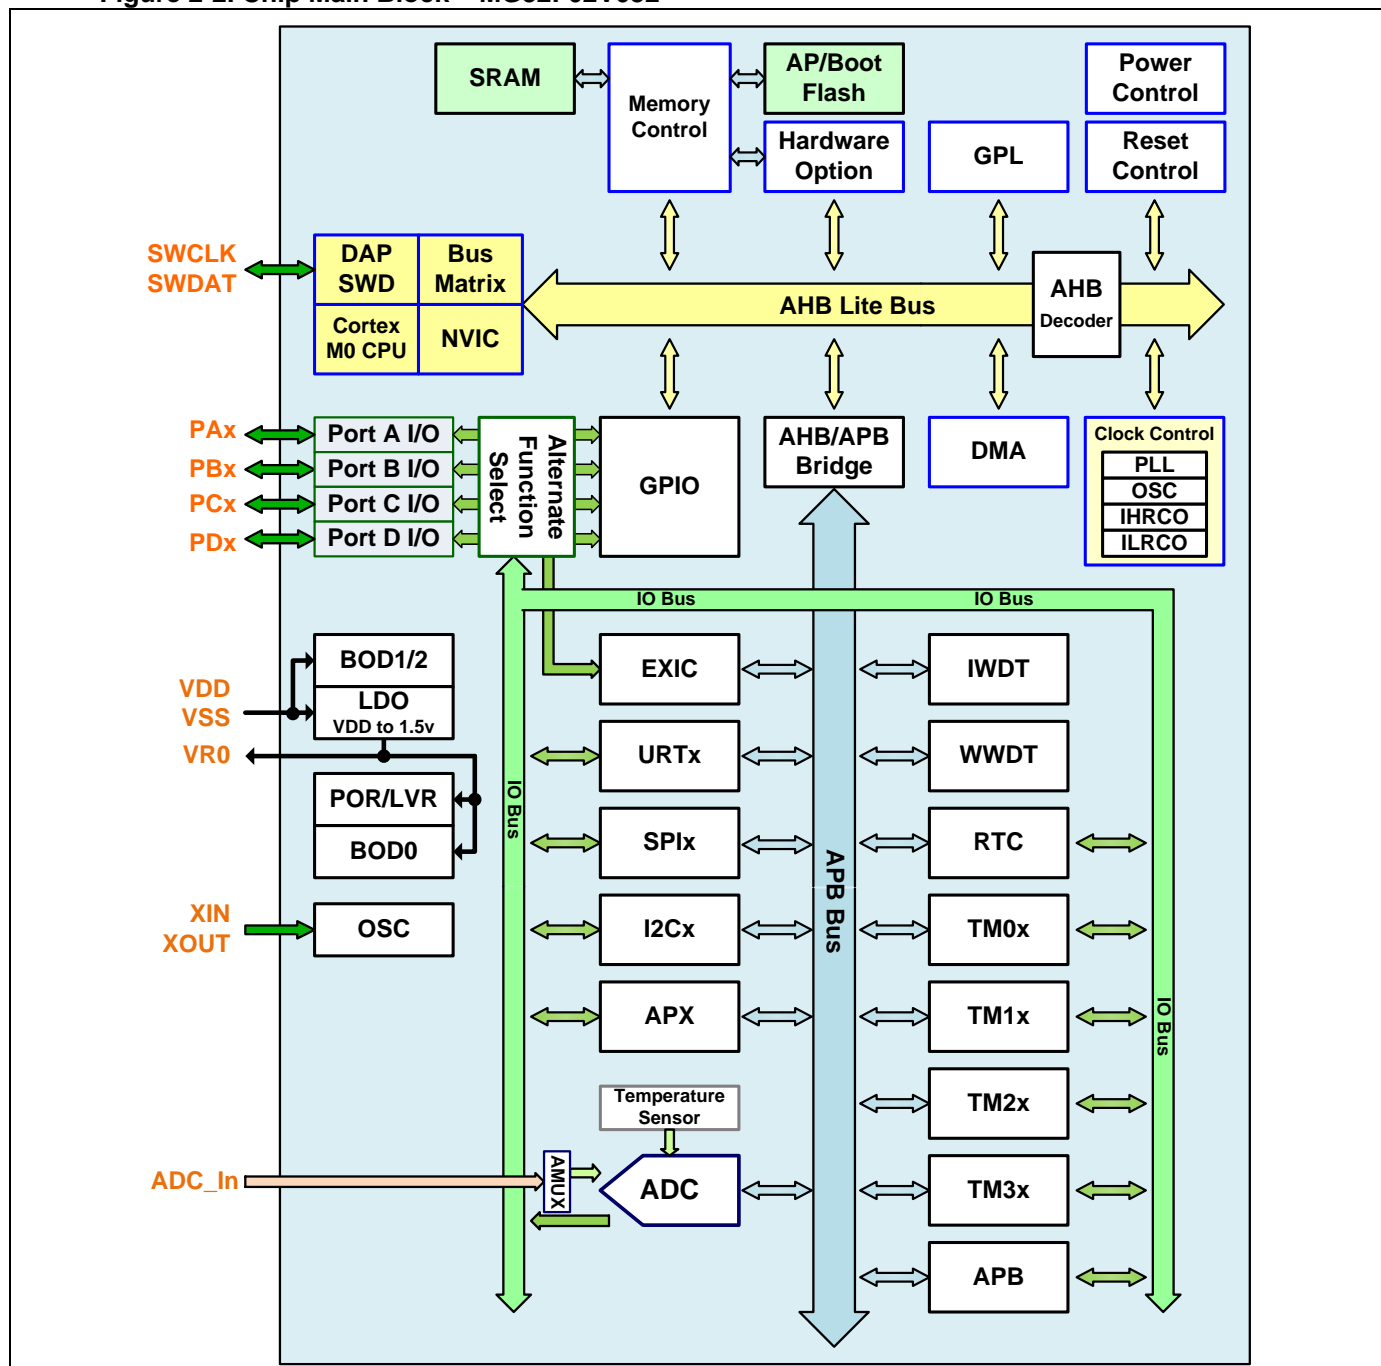 SRAM
Memory
Control
AP/Boot
Flash
Power
Control
Hardware
Option
GPL
Reset
Control
SWCLK
SWDAT
DAP
SWD
Bus
Matrix
Cortex
M0 CPU
NVIC
AHB Lite Bus
AHB
Decoder
PAx
PBx
PCx
PDx
Port A I/O
Port B I/O
Port C I/O
Port D I/O
Alternate
Function
Select
GPIO
AHB/APB
Bridge
DMA
Clock Control
PLL
OSC
IHRCO
ILRCO
IO Bus
IO Bus
VDD
VSS
VR0
BOD1/2
LDO
VDD to 1.5v
POR/LVR
BOD0
XIN
XOUT
OSC
IO Bus
EXIC
URTx
SPIx
I2Cx
APX
Temperature
Sensor
ADC_In
AMUX
ADC
APB Bus
IWDT
WWDT
RTC
TM0x
TM1x
TM2x
TM3x
APB
IO Bus